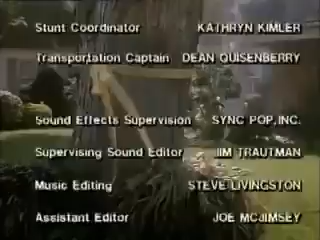 Stunt Coordinator KATHRYN KIMLER
Transportation Captain DEAN QUISENBERRY
Sound Effects Supervision SYNC POP, INC.
Supervising Sound Editor JIM TRAUTMAN
Music Editing STEVE LIVINGSTON
Assistant Editor JOE MCJIMSEY